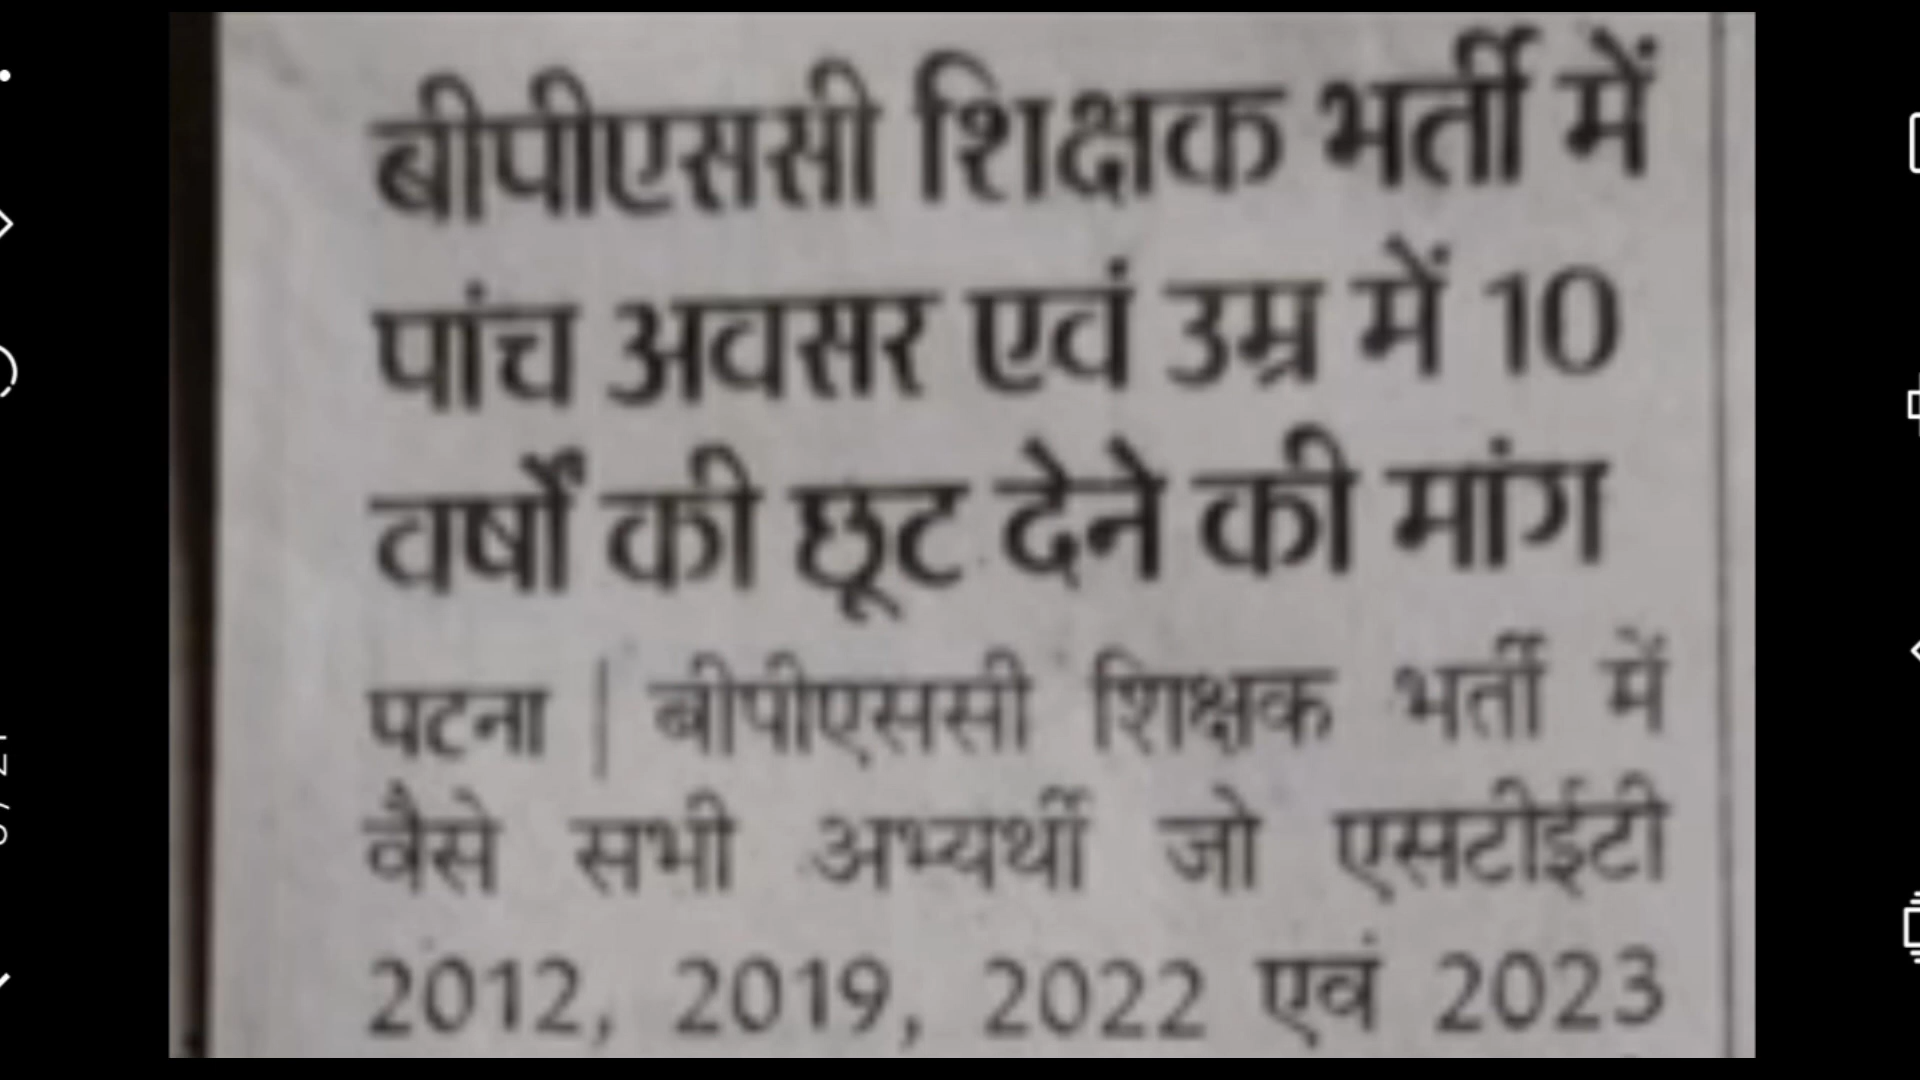 बीपीएससी शिक्षक भर्ती में
पांच अवसर एवं उम्र में 10
वर्षों की छूट देने की मांग
पटना | बीपीएससी शिक्षक भर्ती में
वैसे सभी अभ्यर्थी जो एसटीईटी
2012, 2019, 2022 एवं 2023